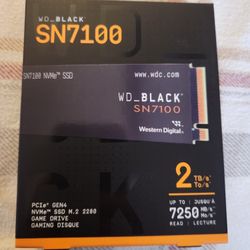 WD_BLACK™
SN7100
SN7100 NVMe™ SSD
www.wdc.com
WD_BLACK®
SN7100
Western Digital®
PCIe® GEN4
NVMe™ SSD M.2 2280
GAME DRIVE
GAMING DISQUE
2 TB/s
To/s
UP TO | JUSQU'À
7250 MB/s
Mo/s
READ | LECTURE